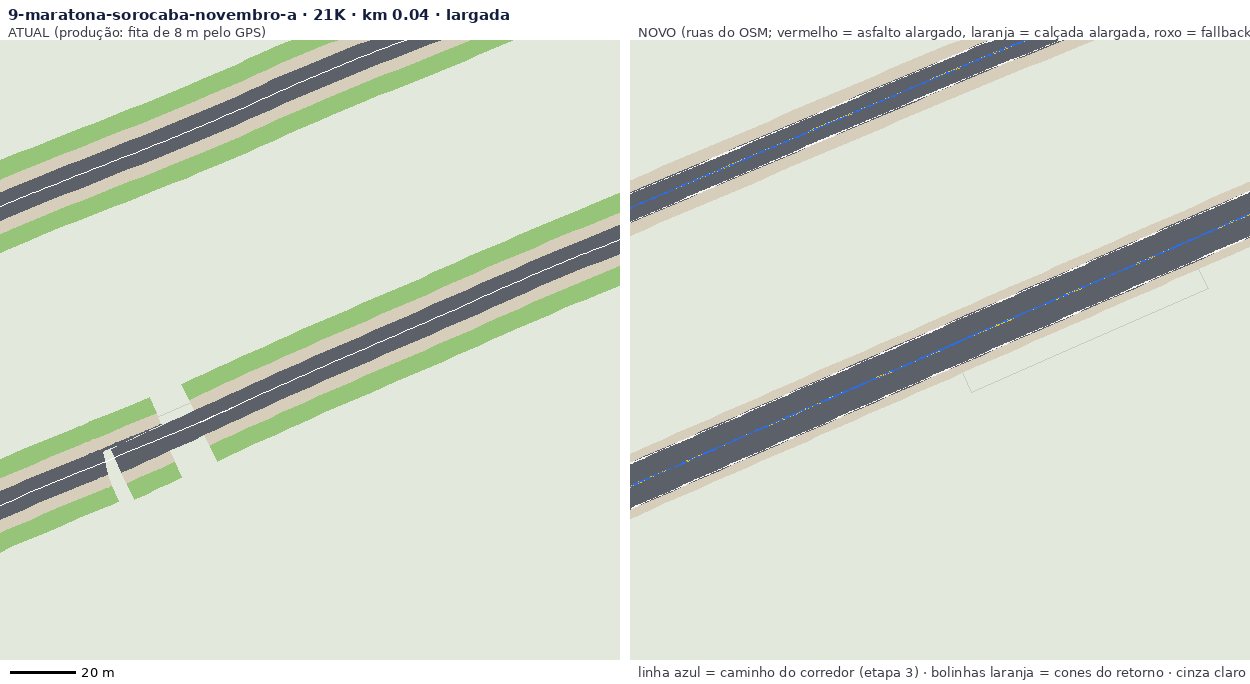 9-maratona-sorocaba-novembro-a · 21K · km 0.04 · largada
ATUAL (produção: fita de 8 m pelo GPS)
NOVO (ruas do OSM; vermelho = asfalto alargado, laranja = calçada alargada, roxo = fallback
20 m
linha azul = caminho do corredor (etapa 3) · bolinhas laranja = cones do retorno · cinza claro